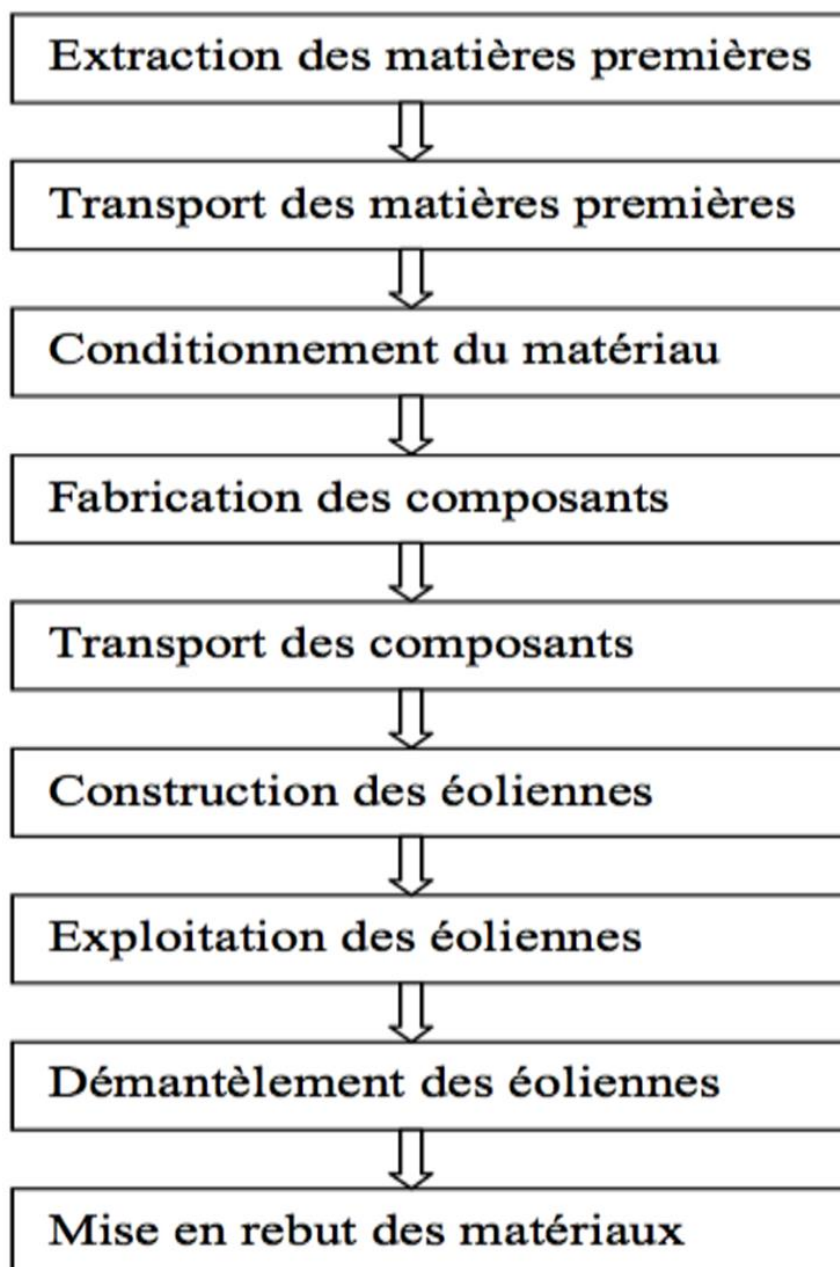 Extraction des matières premières
Transport des matières premières
Conditionnement du matériau
Fabrication des composants
Transport des composants
Construction des éoliennes
Exploitation des éoliennes
Démantèlement des éoliennes
Mise en rebut des matériaux